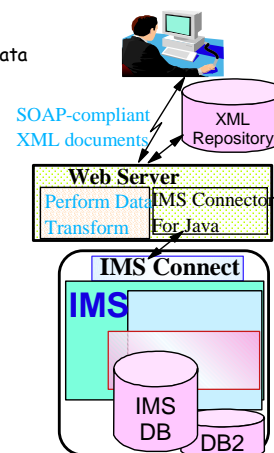 ata
SOAP-compliant
XML documents
XML
Repository
Web Server
Perform Data
Transform
IMS Connector
For Java
IMS Connect
IMS
IMS
DB
DB2